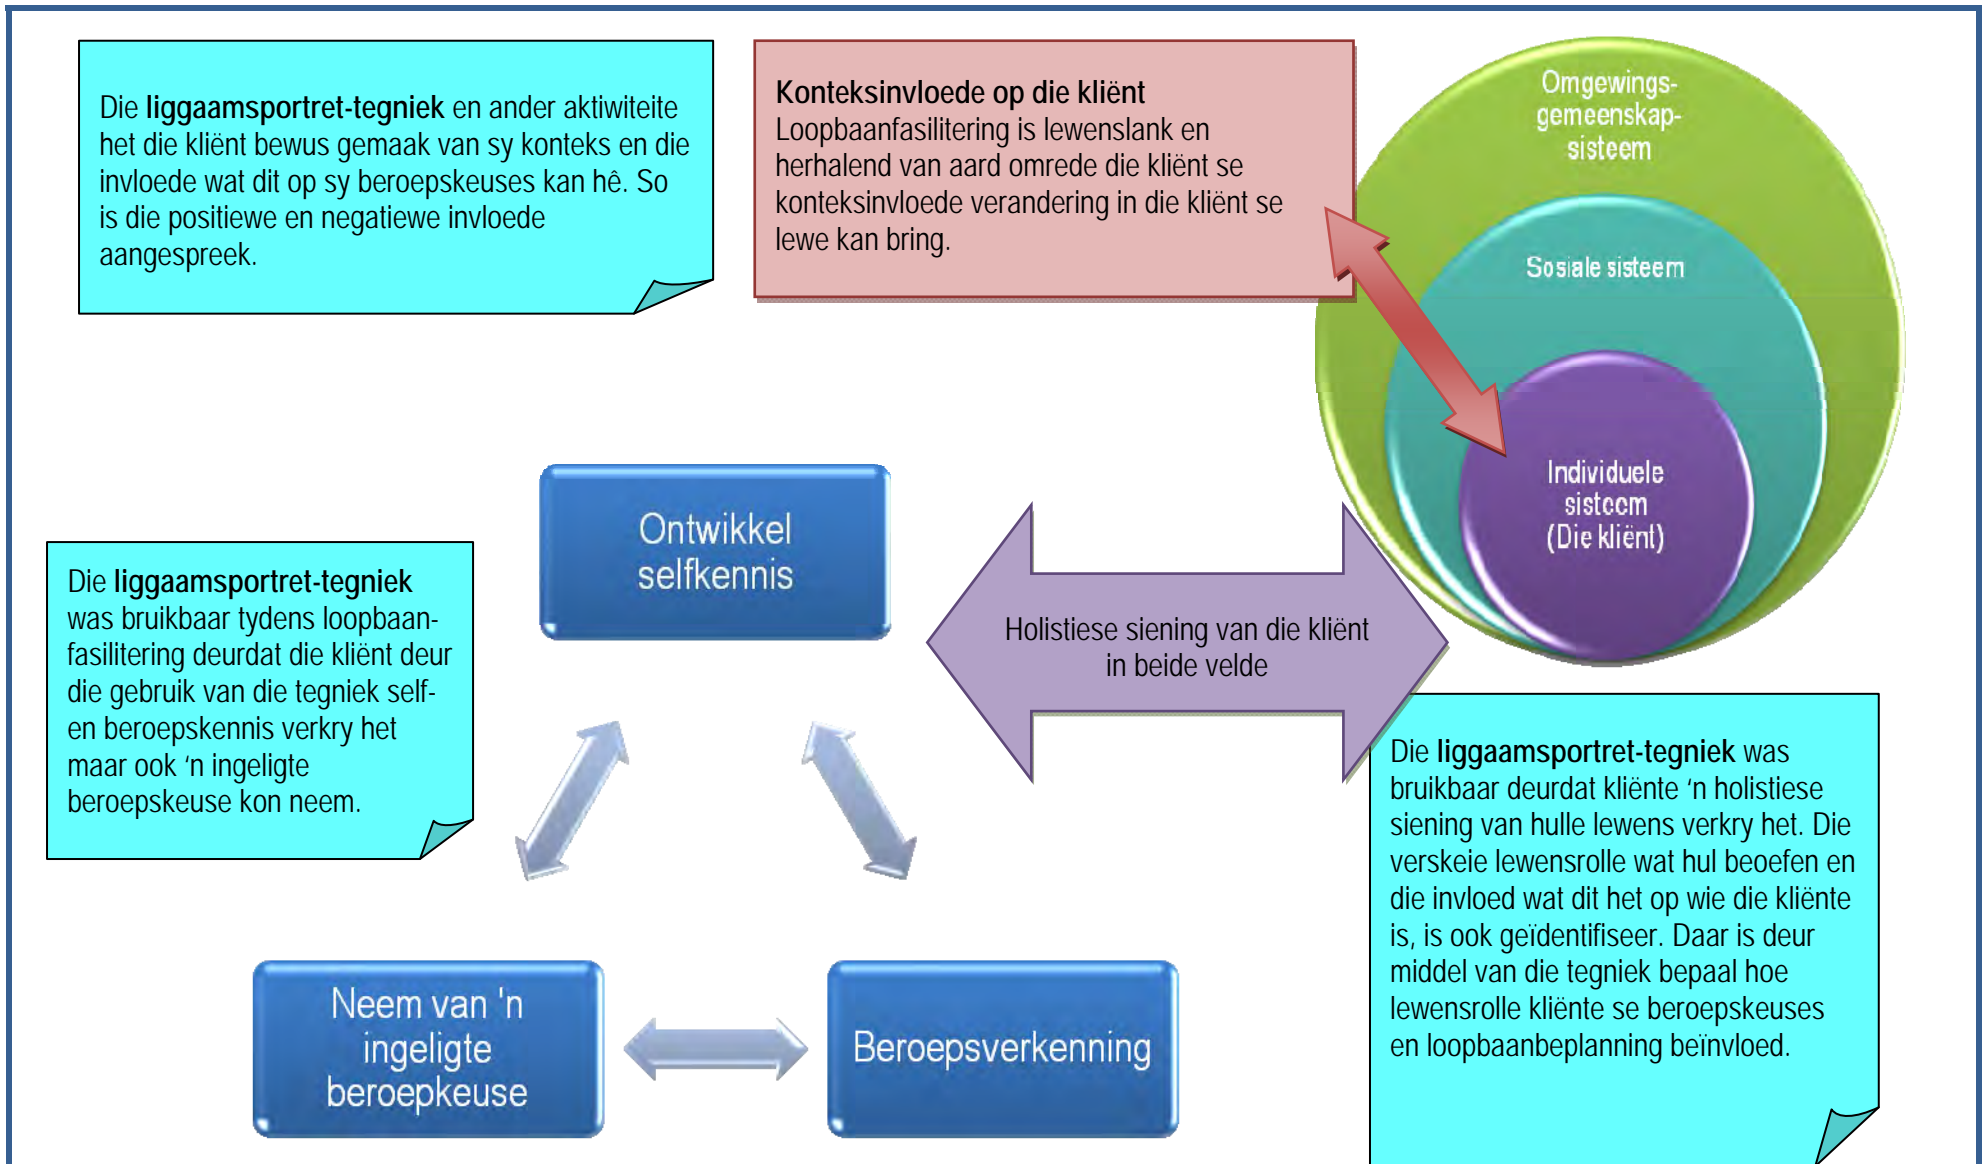 Die liggaamsportret-tegniek en ander aktiwiteite
het die kliënt bewus gemaak van sy konteks en die
invloede wat dit op sy beroepskeuses kan hê. So
is die positiewe en negatiewe invloede
aangespreek.
Konteksinvloede op die kliënt
Loopbaanfasilitering is lewenslank en
herhalend van aard omrede die kliënt se
konteksinvloede verandering in die kliënt se
lewe kan bring.
Omgewings-
gemeenskap-
sisteem
Sosiale sisteem
Individuele
sisteem
(Die kliënt)
Ontwikkel
selfkennis
Holistiese siening van die kliënt
in beide velde
Die liggaamsportret-tegniek
was bruikbaar tydens loopbaan-
fasilitering deurdat die kliënt deur
die gebruik van die tegniek self-
en beroepskennis verkry het
maar ook ‘n ingeligte
beroepskeuse kon neem.
Die liggaamsportret-tegniek was
bruikbaar deurdat kliënte ‘n holistiese
siening van hulle lewens verkry het. Die
verskeie lewensrolle wat hul beoefen en
die invloed wat dit het op wie die kliënte
is, is ook geïdentifiseer. Daar is deur
middel van die tegniek bepaal hoe
lewensrolle kliënte se beroepskeuses
en loopbaanbeplanning beïnvloed.
Neem van 'n
ingeligte
beroepkeuse
Beroepsverkenning